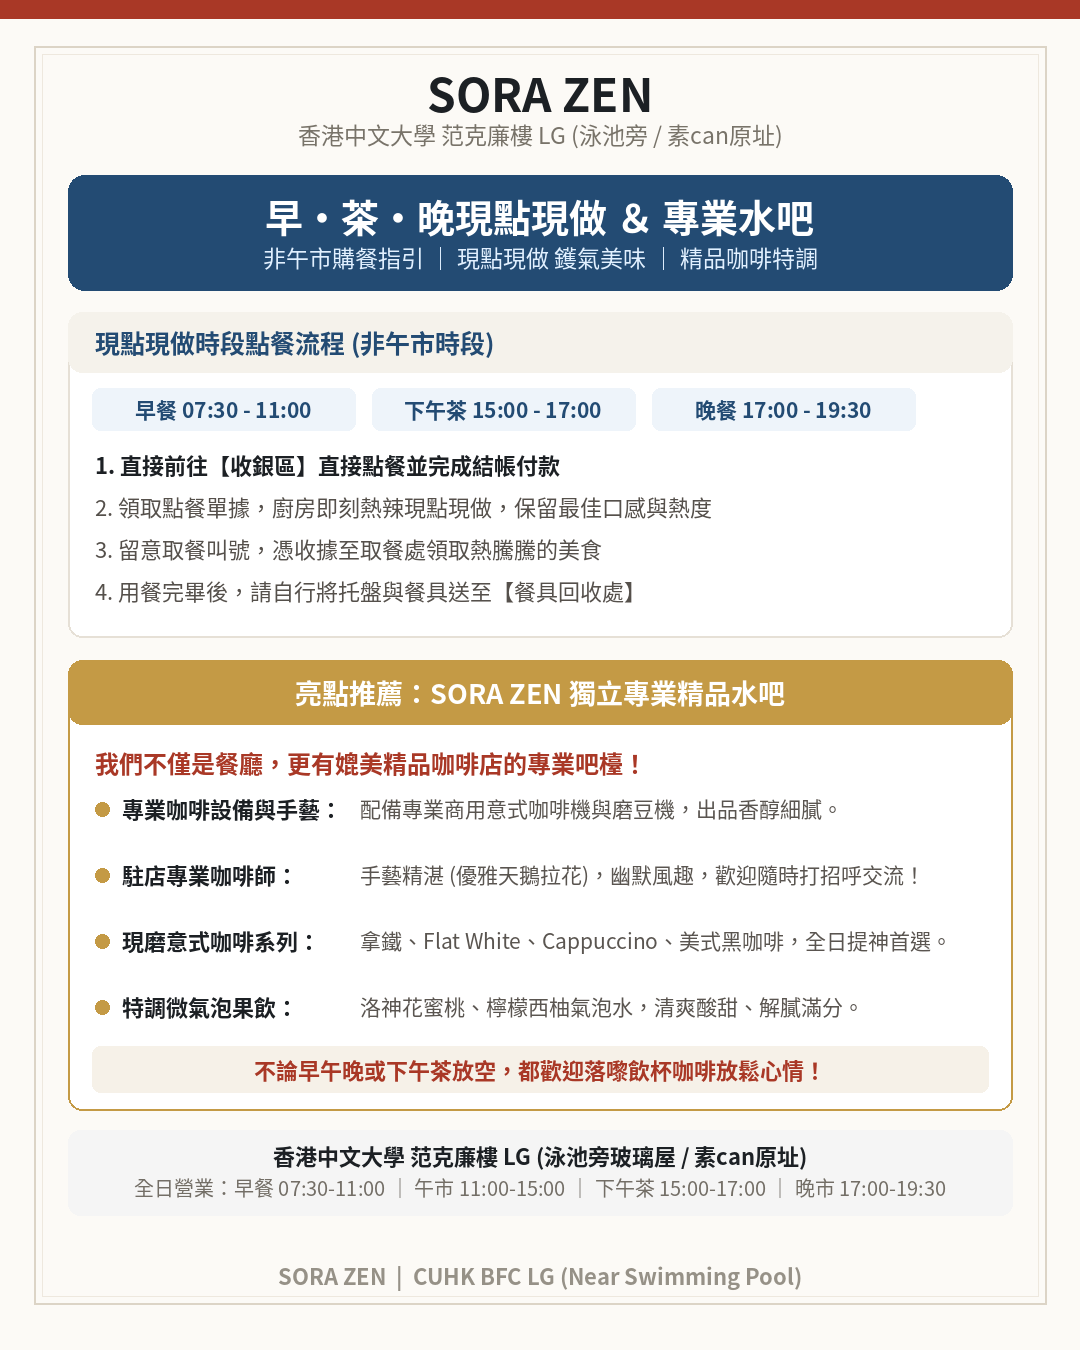 SORA ZEN
香港中文大學 范克廉樓 LG (泳池旁 / 素can原址)
早・茶・晚現點現做 & 專業水吧
非午市購餐指引 ｜ 現點現做 鑊氣美味 ｜ 精品咖啡特調
現點現做時段點餐流程 (非午市時段)
早餐 07:30 - 11:00
下午茶 15:00 - 17:00
晚餐 17:00 - 19:30
1. 直接前往【收銀區】直接點餐並完成結帳付款
2. 領取點餐單據，廚房即刻熱辣現點現做，保留最佳口感與熱度
3. 留意取餐叫號，憑收據至取餐處領取熱騰騰的美食
4. 用餐完畢後，請自行將托盤與餐具送至【餐具回收處】
亮點推薦：SORA ZEN 獨立專業精品水吧
我們不僅是餐廳，更有媲美精品咖啡店的專業吧檯！
專業咖啡設備與手藝： 配備專業商用意式咖啡機與磨豆機，出品香醇細膩。
駐店專業咖啡師： 手藝精湛 (優雅天鵝拉花)，幽默風趣，歡迎隨時打招呼交流！
現磨意式咖啡系列： 拿鐵、Flat White、Cappuccino、美式黑咖啡，全日提神首選。
特調微氣泡果飲： 洛神花蜜桃、檸檬西柚氣泡水，清爽酸甜、解膩滿分。
不論早午晚或下午茶放空，都歡迎落嚟飲杯咖啡放鬆心情！
香港中文大學 范克廉樓 LG (泳池旁玻璃屋 / 素can原址)
全日營業：早餐 07:30-11:00 ｜ 午市 11:00-15:00 ｜ 下午茶 15:00-17:00 ｜ 晚市 17:00-19:30
SORA ZEN | CUHK BFC LG (Near Swimming Pool)